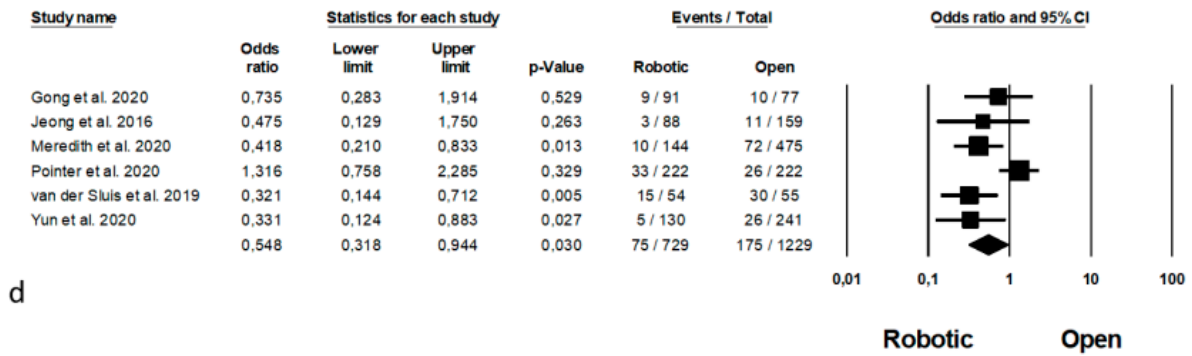 Study name Statistics for each study Events / Total Odds ratio and 95% CI
Odds ratio Lower limit Upper limit p-Value Robotic Open
Gong et al. 2020 0,735 0,283 1,914 0,529 9 / 91 10 / 77
Jeong et al. 2016 0,475 0,129 1,750 0,263 3 / 88 11 / 159
Meredith et al. 2020 0,418 0,210 0,833 0,013 10 / 144 72 / 475
Pointer et al. 2020 1,316 0,758 2,285 0,329 33 / 222 26 / 222
van der Sluis et al. 2019 0,321 0,144 0,712 0,005 15 / 54 30 / 55
Yun et al. 2020 0,331 0,124 0,883 0,027 5 / 130 26 / 241
0,548 0,318 0,944 0,030 75 / 729 175 / 1229
0,01 0,1 1 10 100
d
Robotic Open